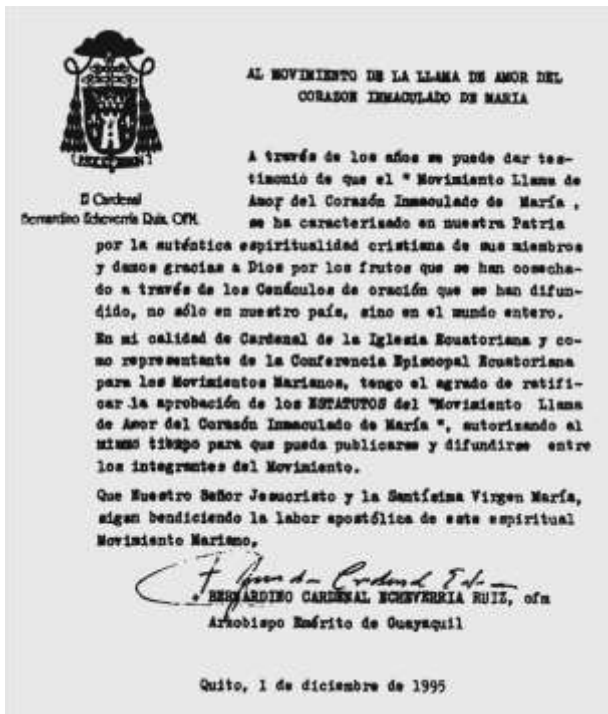 AL MOVIMIENTO DE LA LLAMA DE AMOR DEL
CORAZON INMACULADO DE MARIA
El Cardenal
Bernardino Echeverría Ruiz, OFM.
A través de los años se puede dar tes-
timonio de que el " Movimiento Llama de
Amor del Corazón Inmaculado de María ,
se ha caracterizado en nuestra Patria
por la auténtica espiritualidad cristiana de sus miembros
y damos gracias a Dios por los frutos que se han cosecha-
do a través de los Cenáculos de oración que se han difun-
dido, no sólo en nuestro país, sino en el mundo entero.
En mi calidad de Cardenal de la Iglesia Ecuatoriana y co-
mo representante de la Conferencia Episcopal Ecuatoriana
para los Movimientos Marianos, tengo el agrado de ratifi-
car la aprobación de los ESTATUTOS del "Movimiento Llama
de Amor del Corazón Inmaculado de María ", autorizando al
mismo tiempo para que pueda publicarse y difundirse entre
los integrantes del Movimiento.
Que Nuestro Señor Jesucristo y la Santísima Virgen María,
sigan bendiciendo la labor apostólica de este espiritual
Movimiento Mariano.
+ BERNARDINO CARDENAL ECHEVERRIA RUIZ, ofm
Arzobispo Emérito de Guayaquil
Quito, 1 de diciembre de 1995